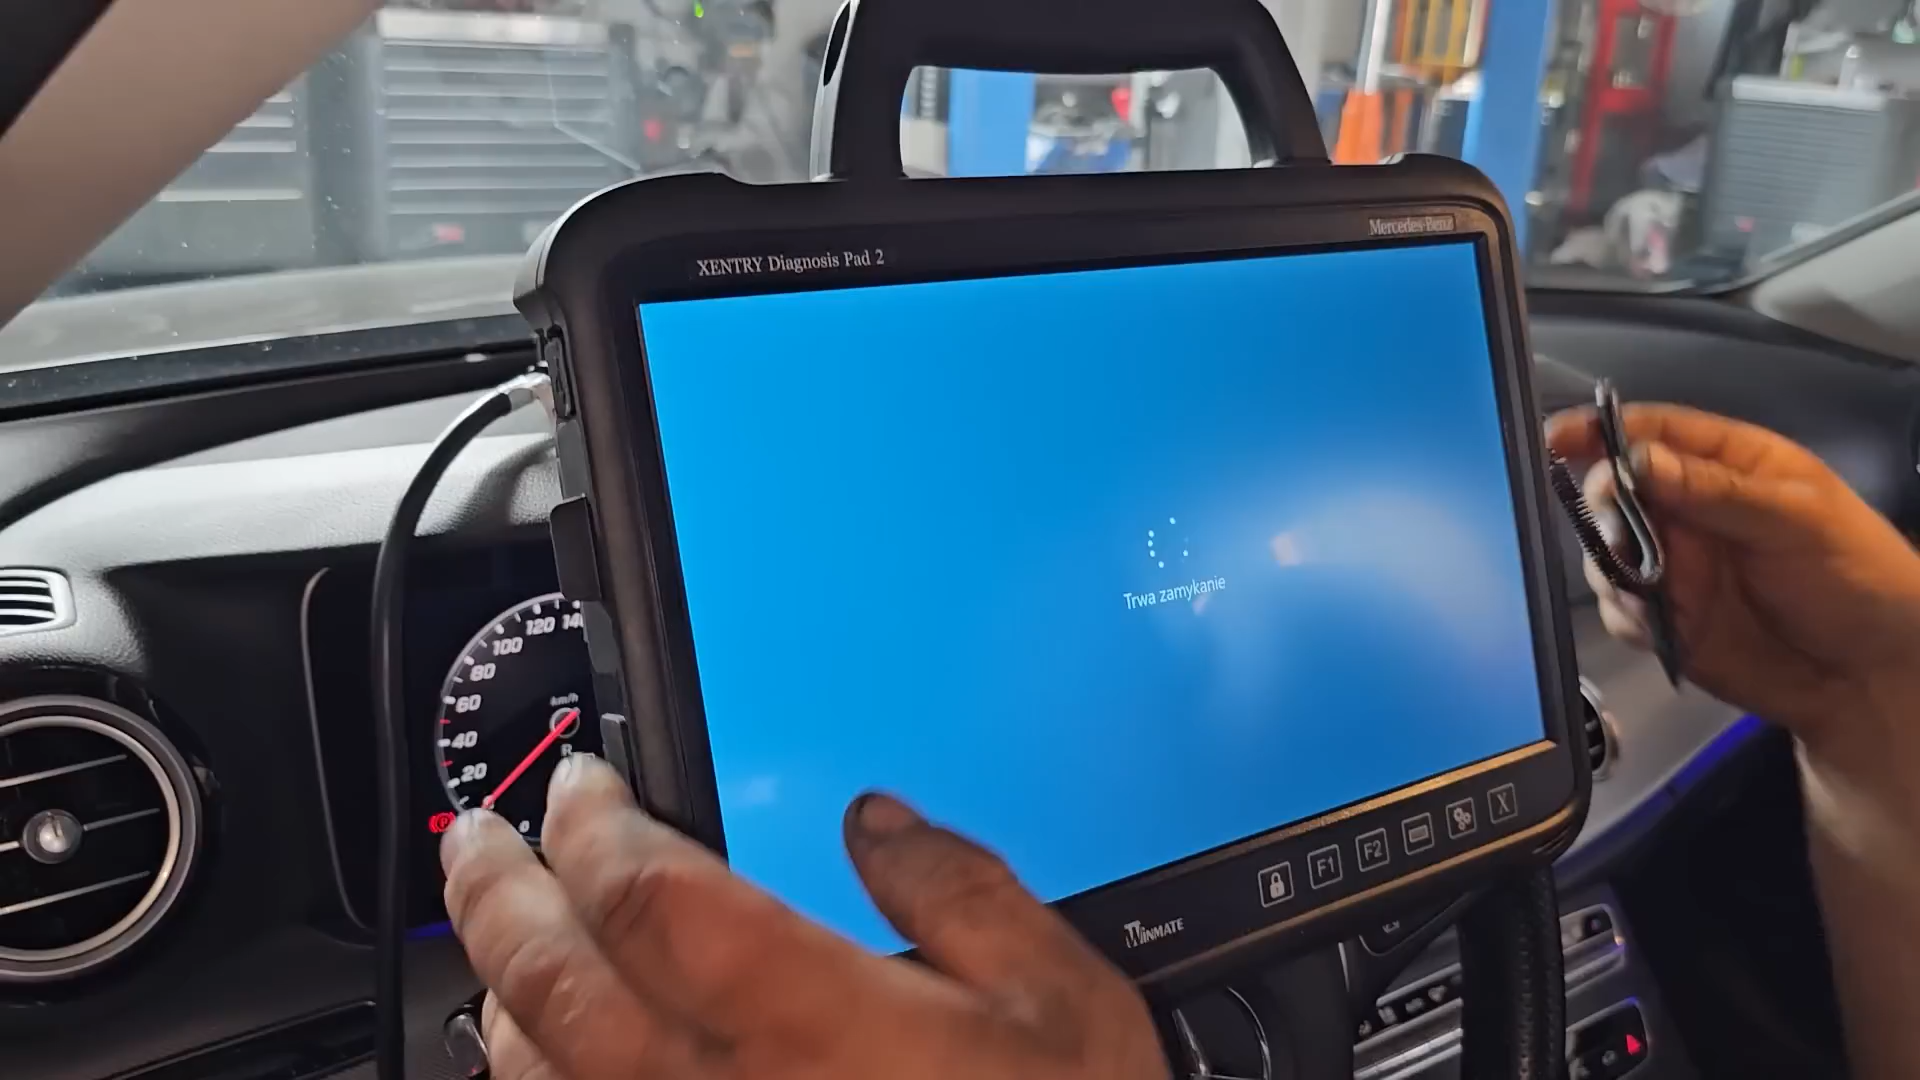 XENTRY Diagnosis Pad 2
Mercedes-Benz
Trwa zamykanie
F1
F2
X
WINMATE
140
120
100
80
60
40
20
0
km/h
R
P